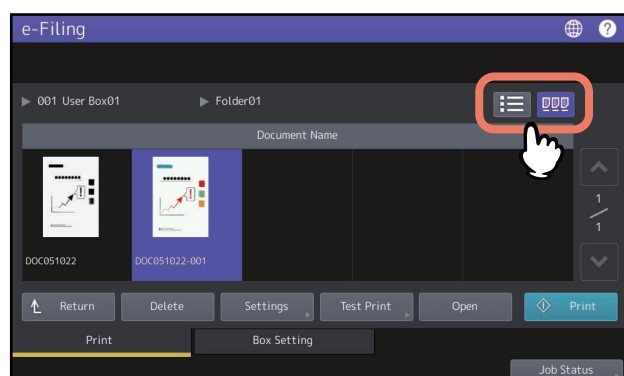 e-Filing
?
001 User Box01
Folder01
Document Name
DOC051022
DOC051022-001
1
1
Return
Delete
Settings
Test Print
Open
Print
Print
Box Setting
Job Status